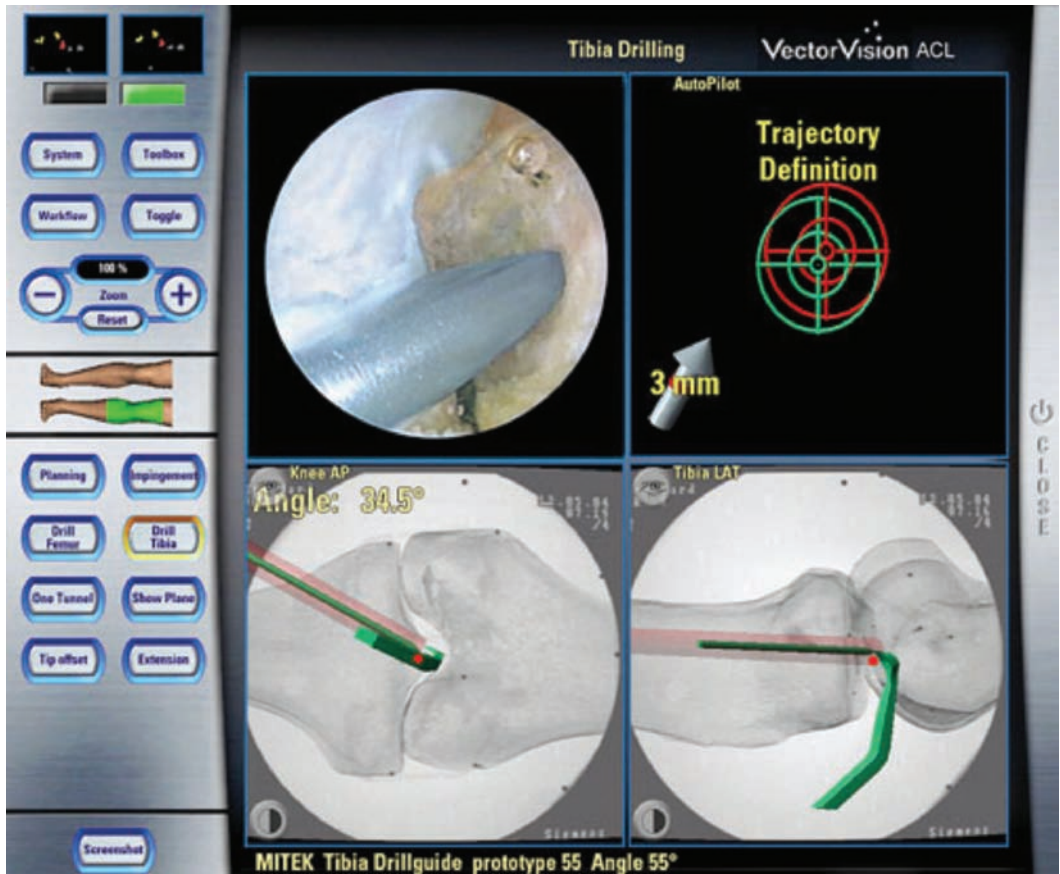 Tibia Drilling
VectorVision ACL
System
Toolbox
Workflow
Toggle
100 %
Zoom
Reset
Planning
Impingement
Drill
Femur
Drill
Tibia
One Tunnel
Show Plane
Tip offset
Extension
Screenshot
AutoPilot
Trajectory
Definition
3 mm
Knee AP
Angle: 34.5°
Tibia LAT
Siemens
CLOSE
MITEK Tibia Drillguide prototype 55 Angle 55°